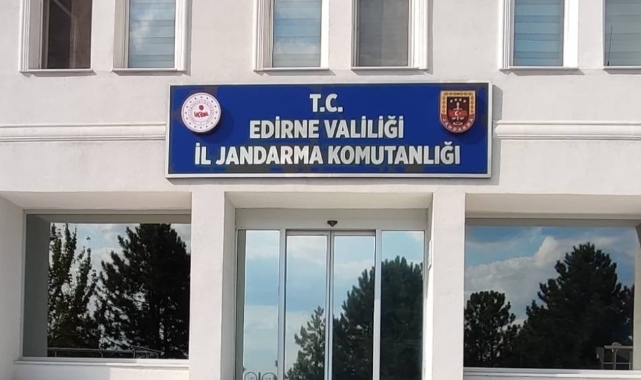 T.C.
EDİRNE VALİLİĞİ
İL JANDARMA KOMUTANLIĞI